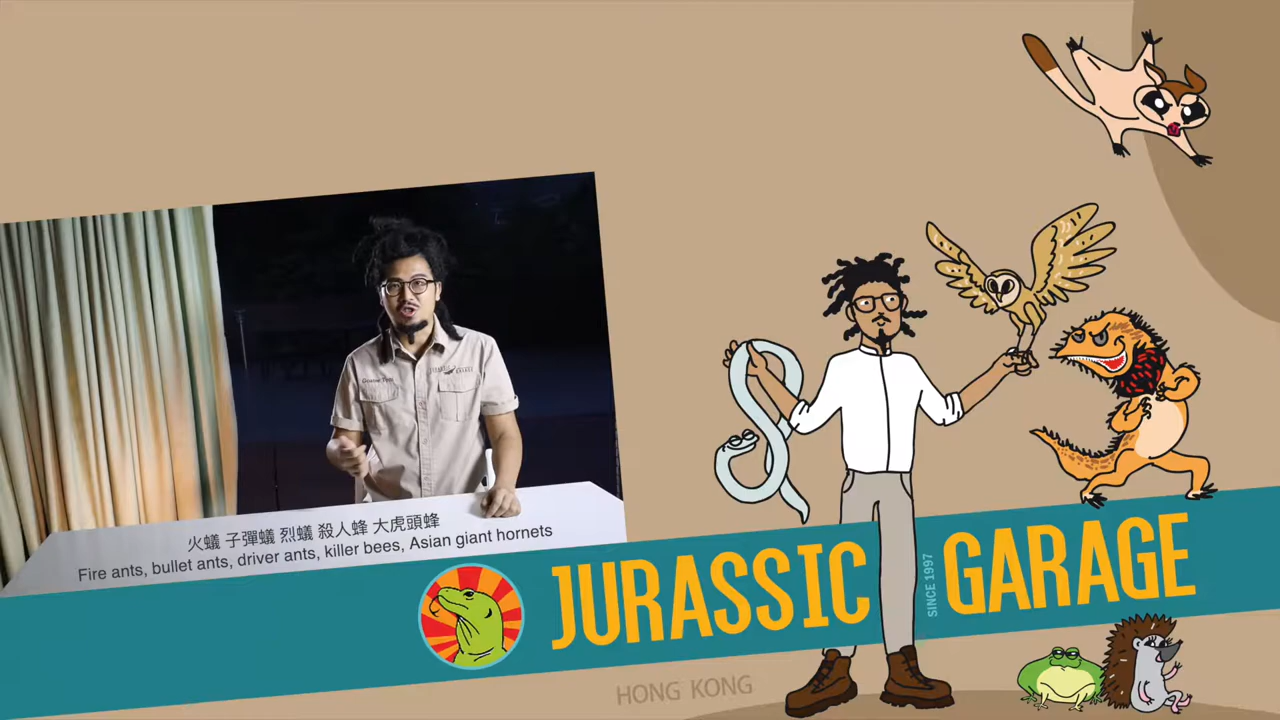 火蟻 子彈蟻 烈蟻 殺人蜂 大虎頭蜂
Fire ants, bullet ants, driver ants, killer bees, Asian giant hornets
JURASSIC GARAGE
SINCE 1997
HONG KONG